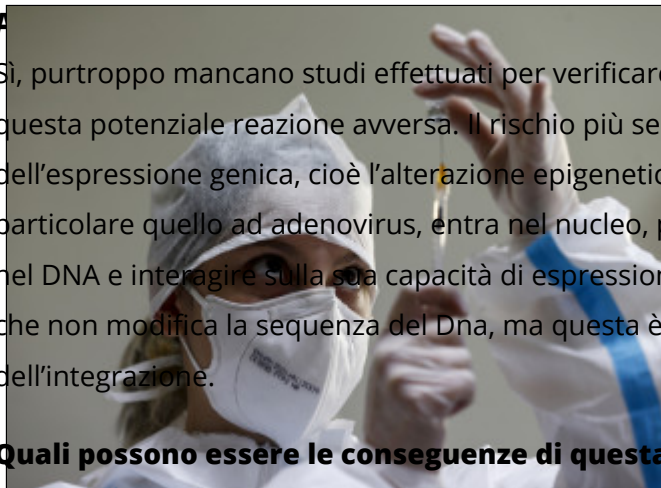 A
Sì, purtroppo mancano studi effettuati per verificare
questa potenziale reazione avversa. Il rischio più se
dell’espressione genica, cioè l’alterazione epigenetic
particolare quello ad adenovirus, entra nel nucleo, p
nel DNA e interagire sulla sua capacità di espression
che non modifica la sequenza del Dna, ma questa è
dell’integrazione.
Quali possono essere le conseguenze di questa